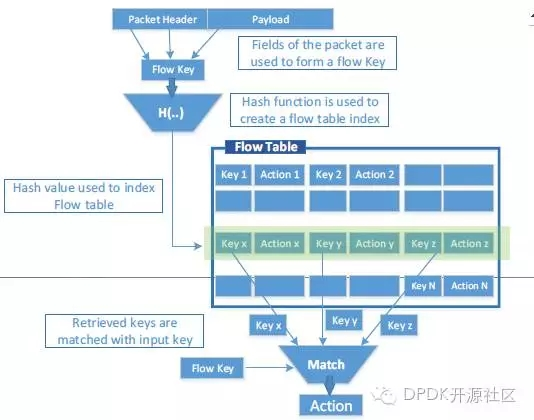 Packet Header
Payload
Fields of the packet are
used to form a flow Key
Flow Key
Hash function is used to
create a flow table index
H(..)
Flow Table
Key 1 Action 1 Key 2 Action 2
Hash value used to index
Flow table
Key x Action x Key y Action y Key z Action z
Key N Action N
Retrieved keys are
matched with input key
Key x
Key y
Key z
Flow Key
Match
Action
DPDK开源社区